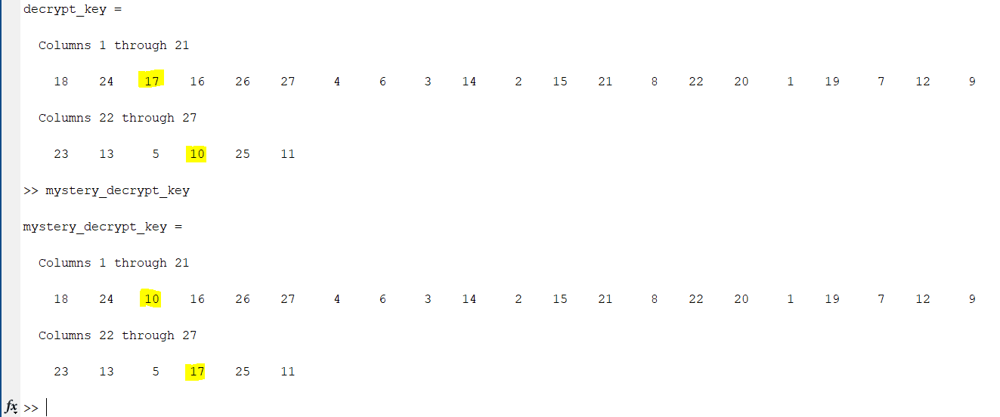 decrypt_key =
Columns 1 through 21
18 24 17 16 26 27 4 6 3 14 2 15 21 8 22 20 1 19 7 12 9
Columns 22 through 27
23 13 5 10 25 11
>> mystery_decrypt_key
mystery_decrypt_key =
Columns 1 through 21
18 24 10 16 26 27 4 6 3 14 2 15 21 8 22 20 1 19 7 12 9
Columns 22 through 27
23 13 5 17 25 11
fx >>